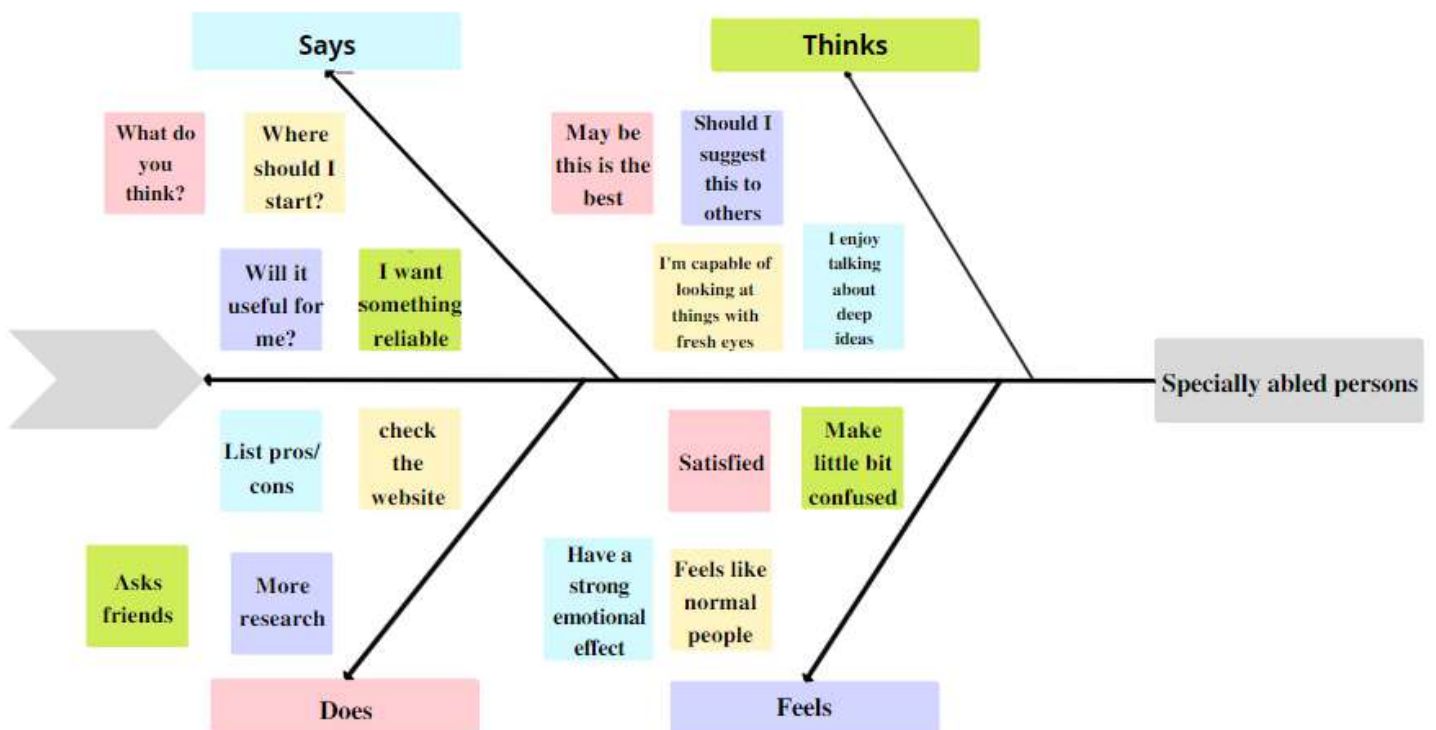 Says
Thinks
What do
you
think?
Where
should I
start?
May be
this is the
best
Should I
suggest
this to
others
Will it
useful for
me?
I want
something
reliable
I'm capable of
looking at
things with
fresh eyes
I enjoy
talking
about
deep
ideas
Specially abled persons
List pros/
cons
check
the
website
Satisfied
Make
little bit
confused
Asks
friends
More
research
Have a
strong
emotional
effect
Feels like
normal
people
Does
Feels